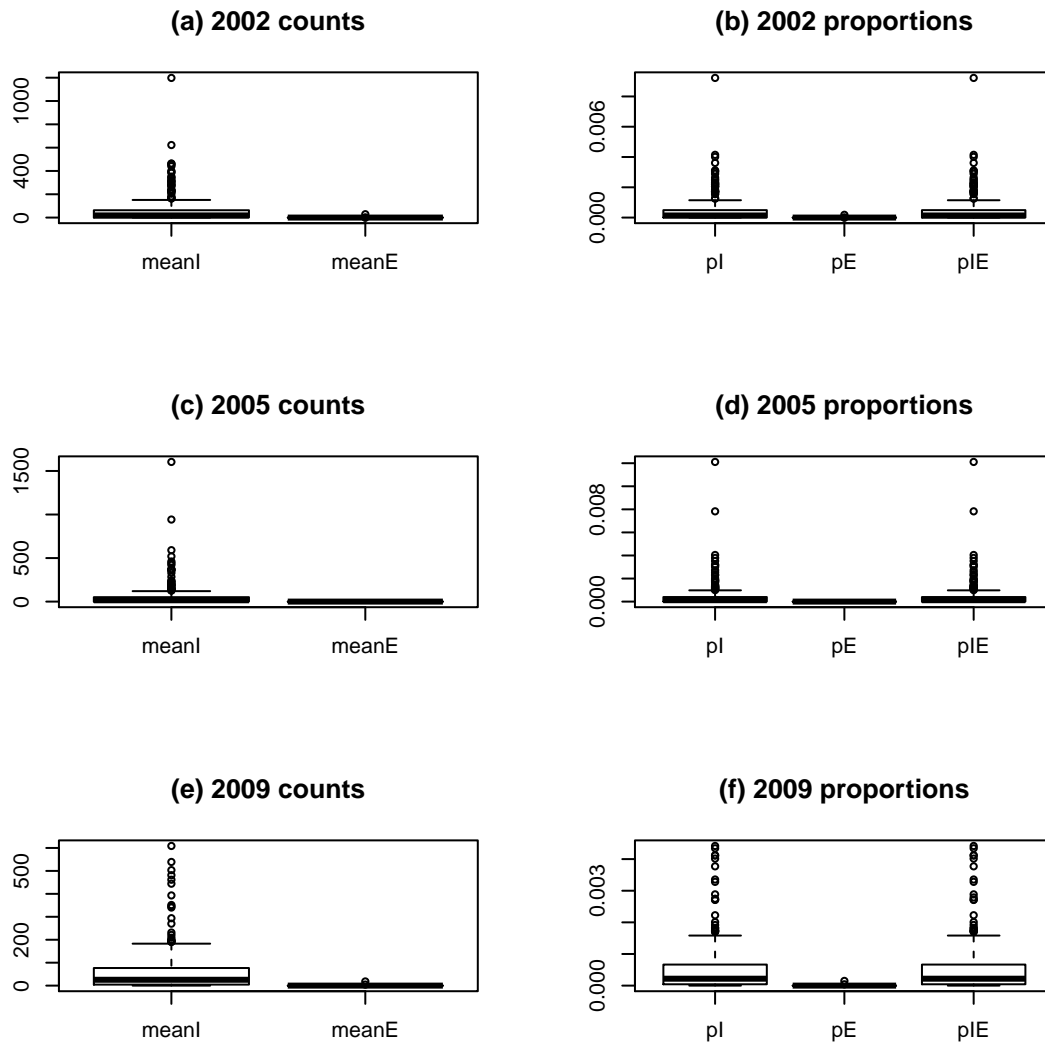 (a) 2002 counts
1000
400
0
meanI
meanE
(b) 2002 proportions
0.006
0.000
pI
pE
pIE
(c) 2005 counts
1500
500
0
meanI
meanE
(d) 2005 proportions
0.008
0.000
pI
pE
pIE
(e) 2009 counts
500
200
0
meanI
meanE
(f) 2009 proportions
0.003
0.000
pI
pE
pIE